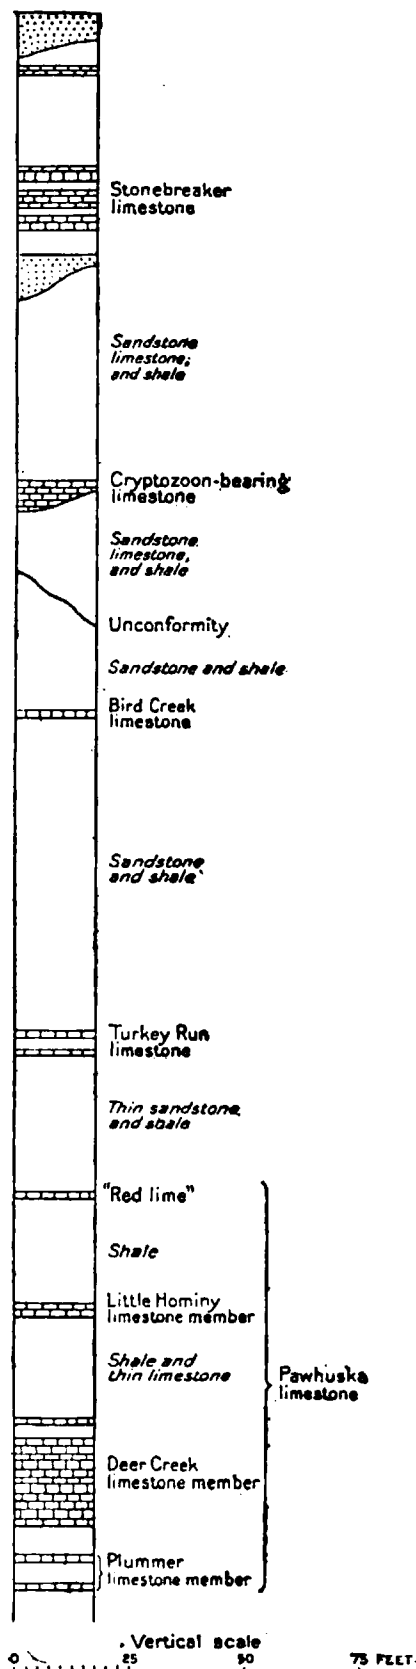 Stonebreaker
limestone
Sandstone
limestone;
and shale
Cryptozoon-bearing
limestone
Sandstone
limestone,
and shale
Unconformity
Sandstone and shale
Bird Creek
limestone
Sandstone
and shale
Turkey Run
limestone
Thin sandstone
and shale
"Red lime"
Shale
Little Hominy
limestone member
Shale and
thin limestone
Pawhuska
limestone
Deer Creek
limestone member
Plummer
limestone member
Vertical scale
0 25 50 75 FEET